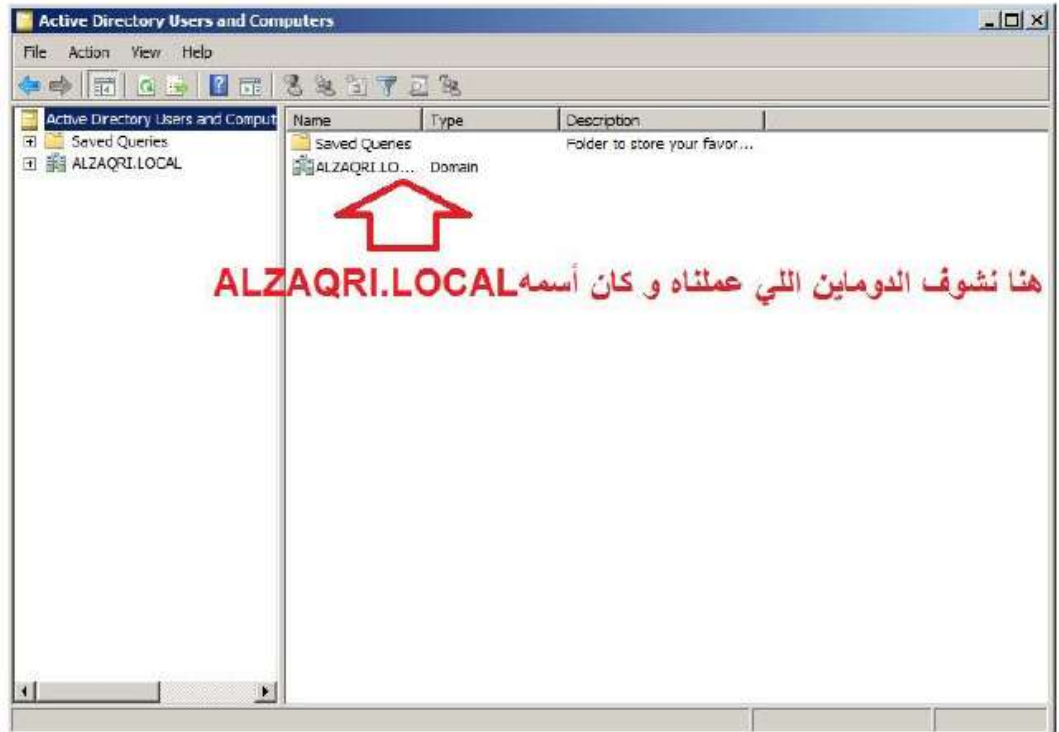 Active Directory Users and Computers
File Action View Help
Active Directory Users and Comput
Saved Queries
ALZAQRI.LOCAL
Name Type Description
Saved Queries Folder to store your favor...
ALZAQRI.LO... Domain
هنا نشوف الدوماين اللي عملناه و كان أسمه ALZAQRI.LOCAL